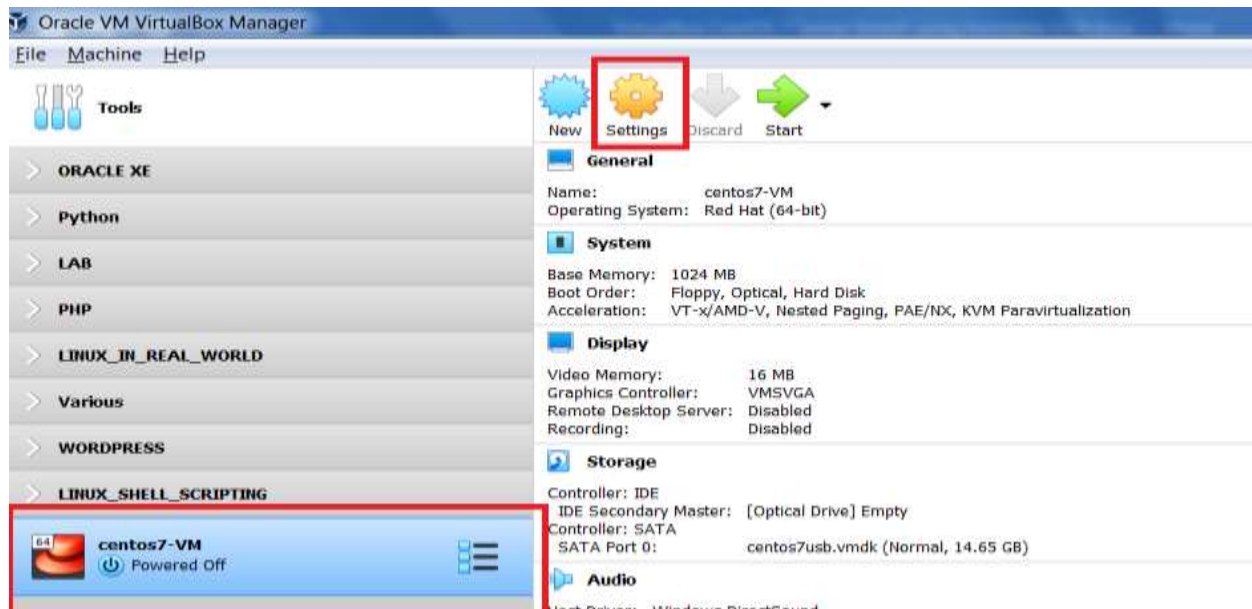 Oracle VM VirtualBox Manager
File Machine Help
Tools
ORACLE XE
Python
LAB
PHP
LINUX_IN_REAL_WORLD
Various
WORDPRESS
LINUX_SHELL_SCRIPTING
64
centos7-VM
Powered Off
New Settings Discard Start
General
Name: centos7-VM
Operating System: Red Hat (64-bit)
System
Base Memory: 1024 MB
Boot Order: Floppy, Optical, Hard Disk
Acceleration: VT-x/AMD-V, Nested Paging, PAE/NX, KVM Paravirtualization
Display
Video Memory: 16 MB
Graphics Controller: VMSVGA
Remote Desktop Server: Disabled
Recording: Disabled
Storage
Controller: IDE
IDE Secondary Master: [Optical Drive] Empty
Controller: SATA
SATA Port 0: centos7usb.vmdk (Normal, 14.65 GB)
Audio
Host Driver: Windows DirectSound